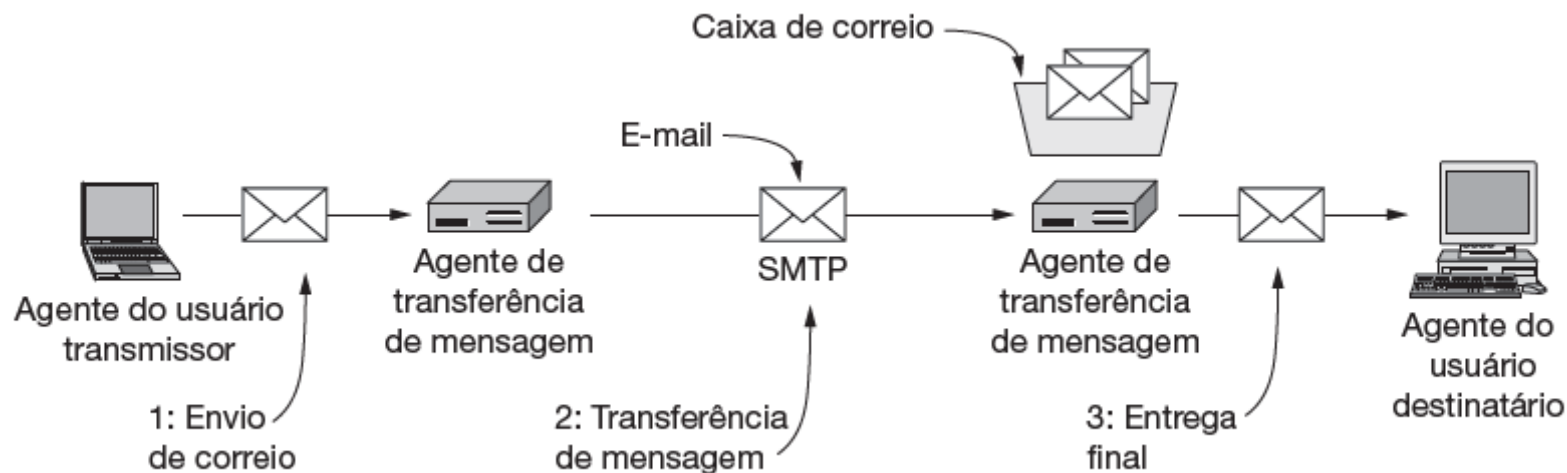 Caixa de correio
E-mail
Agente do usuário
transmissor
Agente de
transferência
de mensagem
SMTP
Agente de
transferência
de mensagem
Agente do
usuário
destinatário
1: Envio
de correio
2: Transferência
de mensagem
3: Entrega
final